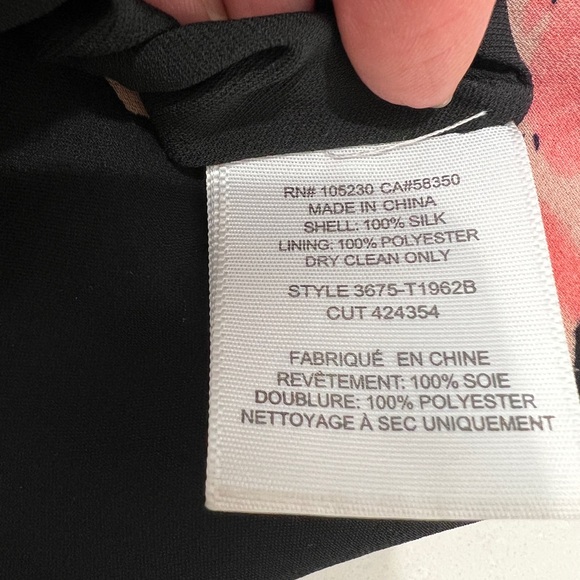 RN# 105230 CA#58350
MADE IN CHINA
SHELL: 100% SILK
LINING: 100% POLYESTER
DRY CLEAN ONLY
STYLE 3675-T1962B
CUT 424354
FABRIQUÉ EN CHINE
REVÊTEMENT: 100% SOIE
DOUBLURE: 100% POLYESTER
NETTOYAGE À SEC UNIQUEMENT